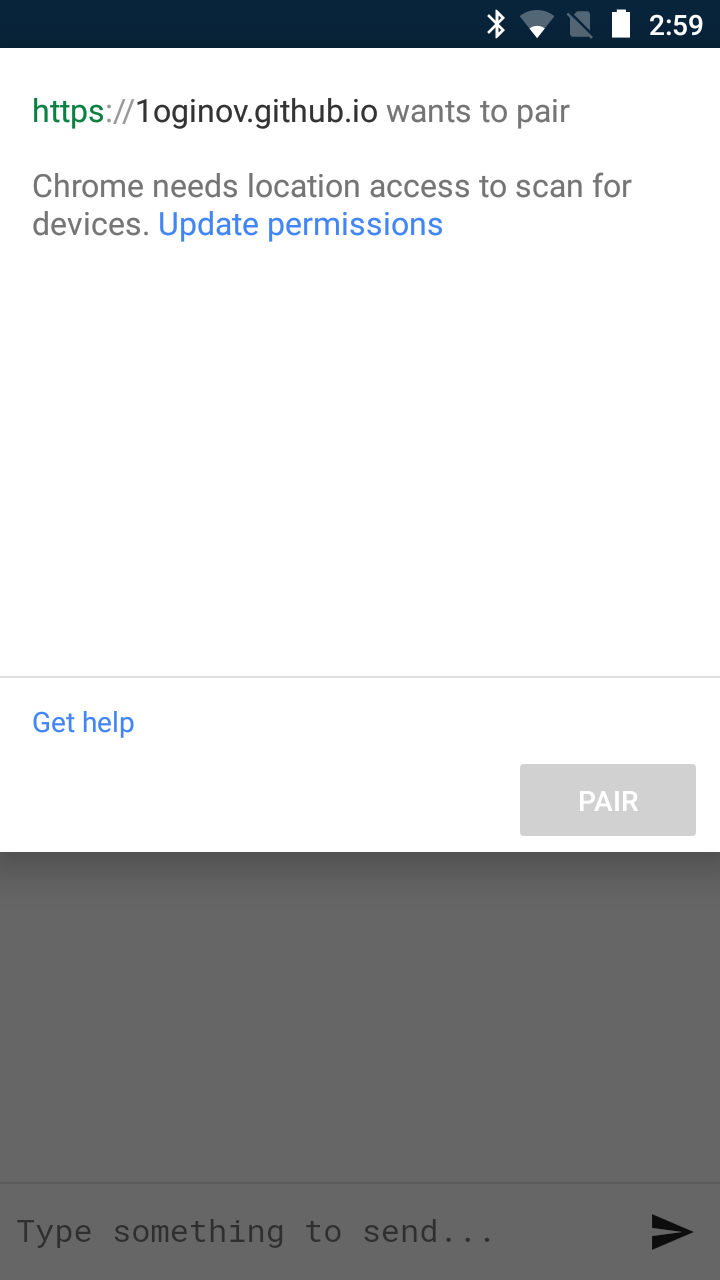 2:59
https://1oginov.github.io wants to pair
Chrome needs location access to scan for
devices. Update permissions
Get help
PAIR
Type something to send...